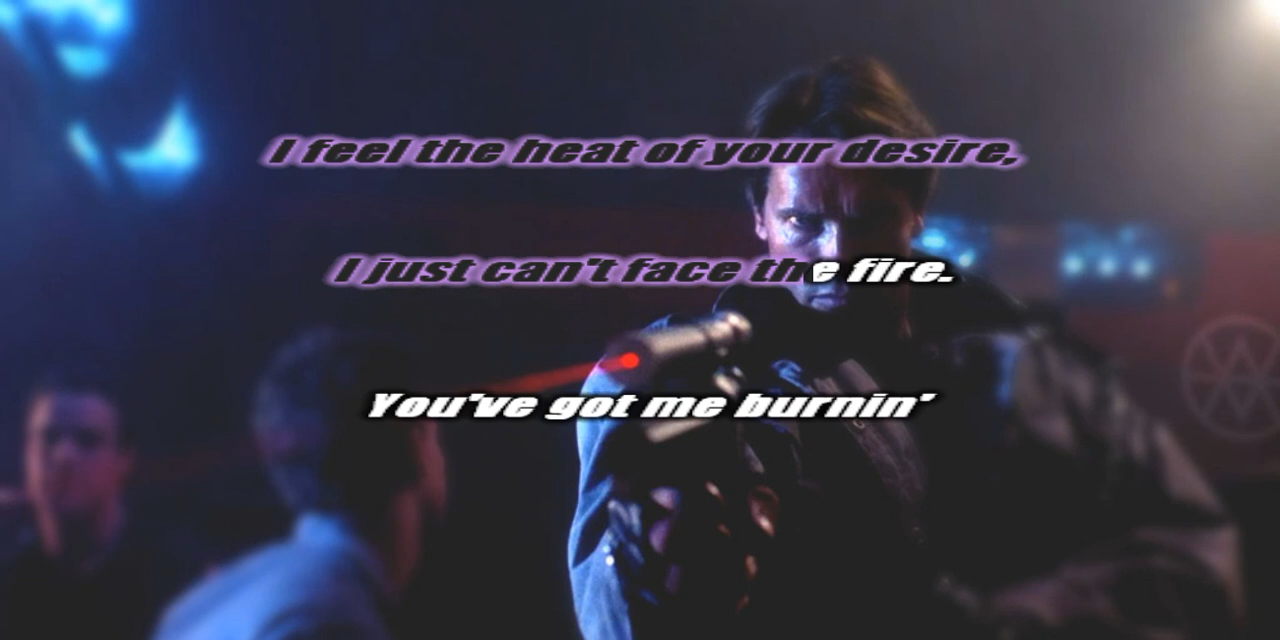 I feel the heat of your desire,
I just can't face the fire.
You've got me burnin'